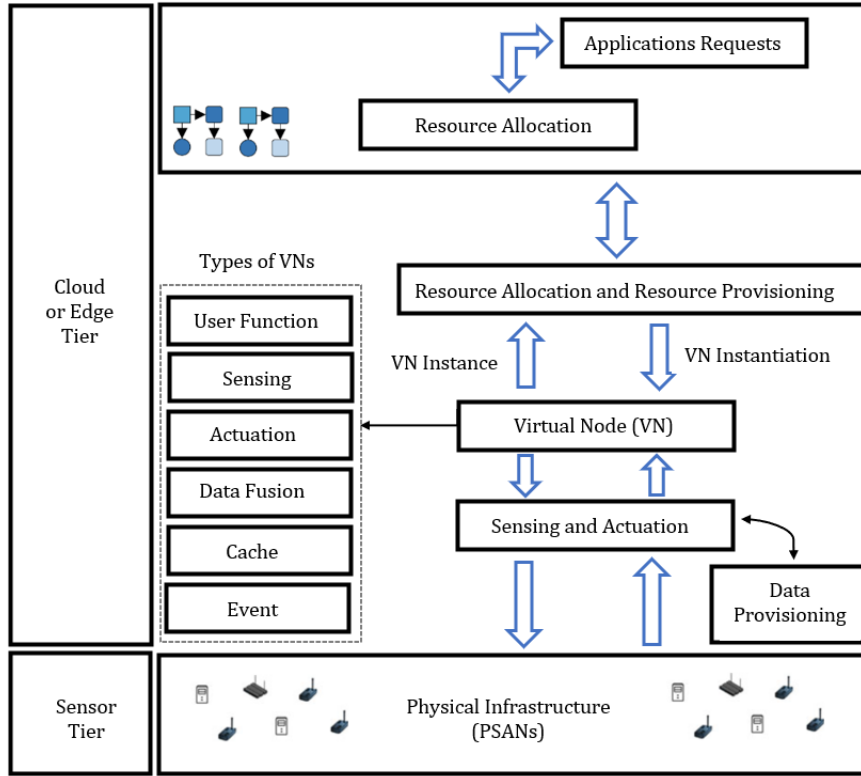 Applications Requests
Resource Allocation
Cloud
or Edge
Tier
Types of VNs
User Function
Sensing
Actuation
Data Fusion
Cache
Event
Resource Allocation and Resource Provisioning
VN Instance
VN Instantiation
Virtual Node (VN)
Sensing and Actuation
Data
Provisioning
Sensor
Tier
Physical Infrastructure
(PSANs)